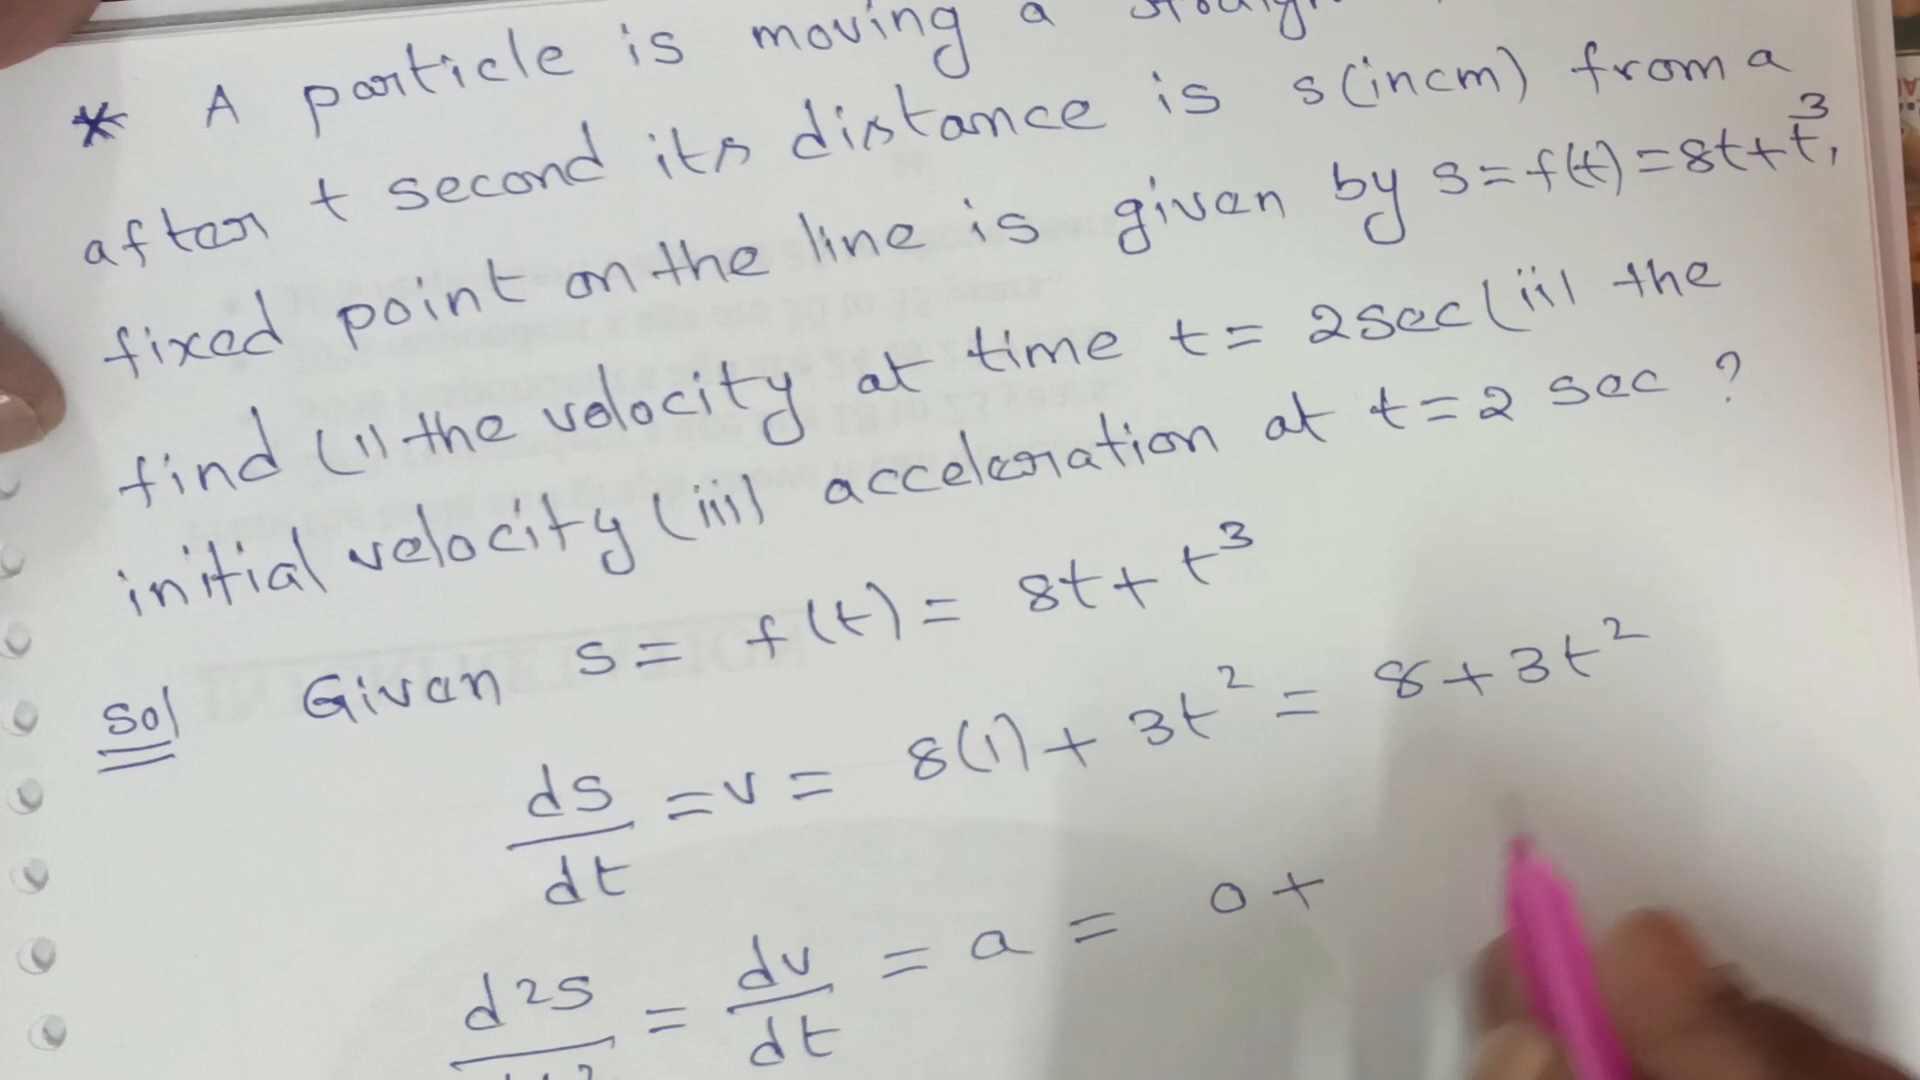 * A particle is moving a
after t second its distance is s(in cm) from a
fixed point on the line is given by s=f(t)=8t+t³,
find (i) the velocity at time t= 2sec (ii) the
initial velocity (iii) acceleration at t=2 sec ?
Sol Given s= f(t)= 8t+t³
ds/dt =v= 8(1)+3t² = 8+3t²
d2s = dv/dt = a = 0+